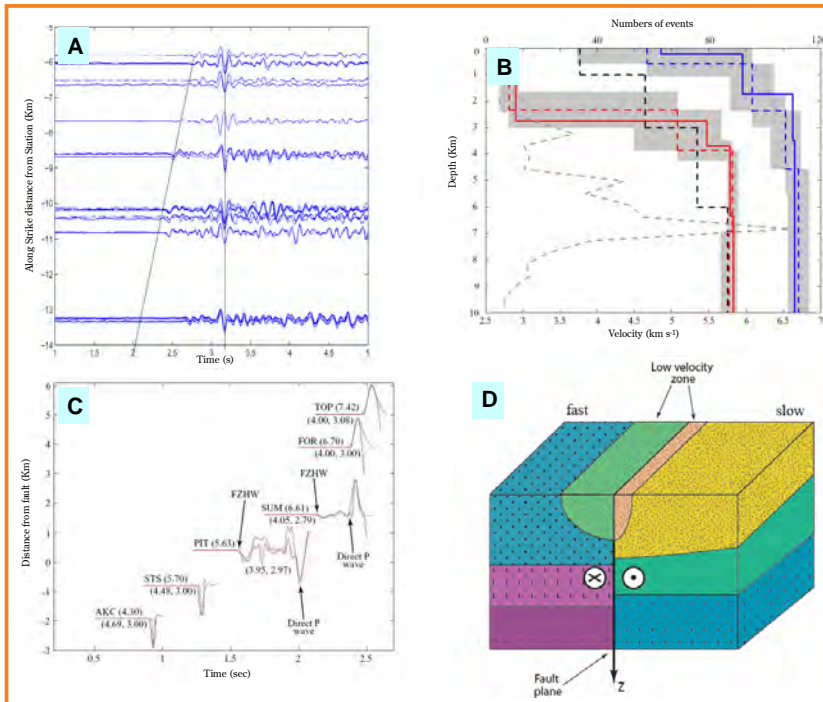 A
Along Strike distance from Station (Km)
-5
-6
-7
-8
-9
-10
-11
-12
-13
-14
1
1.5
2
2.5
3
3.5
4
4.5
5
Time (s)
Numbers of events
0
40
80
120
B
Depth (Km)
0
1
2
3
4
5
6
7
8
9
10
2.5
3
3.5
4
4.5
5
5.5
6
6.5
7
Velocity (km s-1)
C
Distance from fault (Km)
6
5
4
3
2
1
0
-1
-2
-3
TOP (7.42)
(4.00, 3.08)
FOR (6.70)
(4.00, 3.00)
FZHW
SUM (6.61)
(4.05, 2.79)
FZHW
PIT (5.63)
Direct P
wave
(3.95, 2.97)
STS (5.70)
(4.48, 3.00)
Direct P
wave
AKC (4.30)
(4.69, 3.00)
0.5
1
1.5
2
2.5
Time (sec)
D
Low velocity
zone
fast
slow
Fault
plane
Z